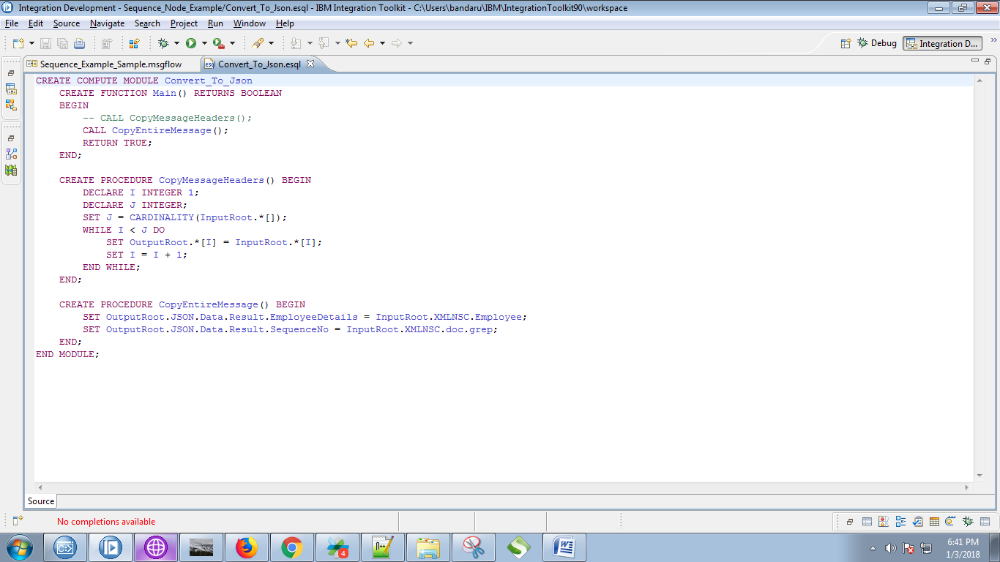 Integration Development - Sequence_Node_Example/Convert_To_Json.esql - IBM Integration Toolkit - C:\Users\bandaru\IBM\IntegrationToolkit90\workspace
File Edit Source Navigate Search Project Run Window Help
Debug Integration D...
Sequence_Example_Sample.msgflow Convert_To_Json.esql
CREATE COMPUTE MODULE Convert_To_Json
CREATE FUNCTION Main() RETURNS BOOLEAN
BEGIN
-- CALL CopyMessageHeaders();
CALL CopyEntireMessage();
RETURN TRUE;
END;
CREATE PROCEDURE CopyMessageHeaders() BEGIN
DECLARE I INTEGER 1;
DECLARE J INTEGER;
SET J = CARDINALITY(InputRoot.*[]);
WHILE I < J DO
SET OutputRoot.*[I] = InputRoot.*[I];
SET I = I + 1;
END WHILE;
END;
CREATE PROCEDURE CopyEntireMessage() BEGIN
SET OutputRoot.JSON.Data.Result.EmployeeDetails = InputRoot.XMLNSC.Employee;
SET OutputRoot.JSON.Data.Result.SequenceNo = InputRoot.XMLNSC.doc.grep;
END;
END MODULE;
Source
No completions available
6:41 PM
1/3/2018